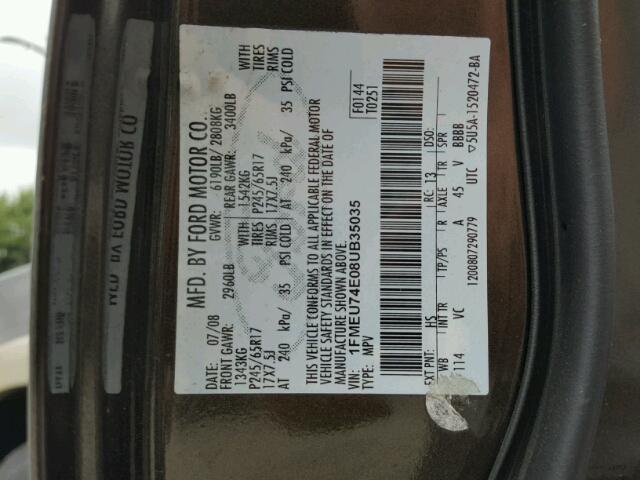 MFD. BY FORD MOTOR CO.
DATE: 07/08 GVWR: 6190LB/ 2808KG
FRONT GAWR: 2960LB REAR GAWR: 3400LB
1343KG 1542KG WITH
P245/65R17 TIRES P245/65R17 TIRES
17X7.5J RIMS 17X7.5J RIMS
AT 240 kPa/ 35 PSI COLD AT 240 kPa/ 35 PSI COLD
THIS VEHICLE CONFORMS TO ALL APPLICABLE FEDERAL MOTOR
VEHICLE SAFETY STANDARDS IN EFFECT ON THE DATE OF
MANUFACTURE SHOWN ABOVE.
VIN: 1FMEU74E08UB35035
TYPE: MPV
F0144
T0251
EXT PNT: HS RC: 13 DSO:
WB INT TR TP/PS R AXLE TR SPR
114 VC A 45 V BBBB
1200807290779 UTC 5U5A-1520472-BA